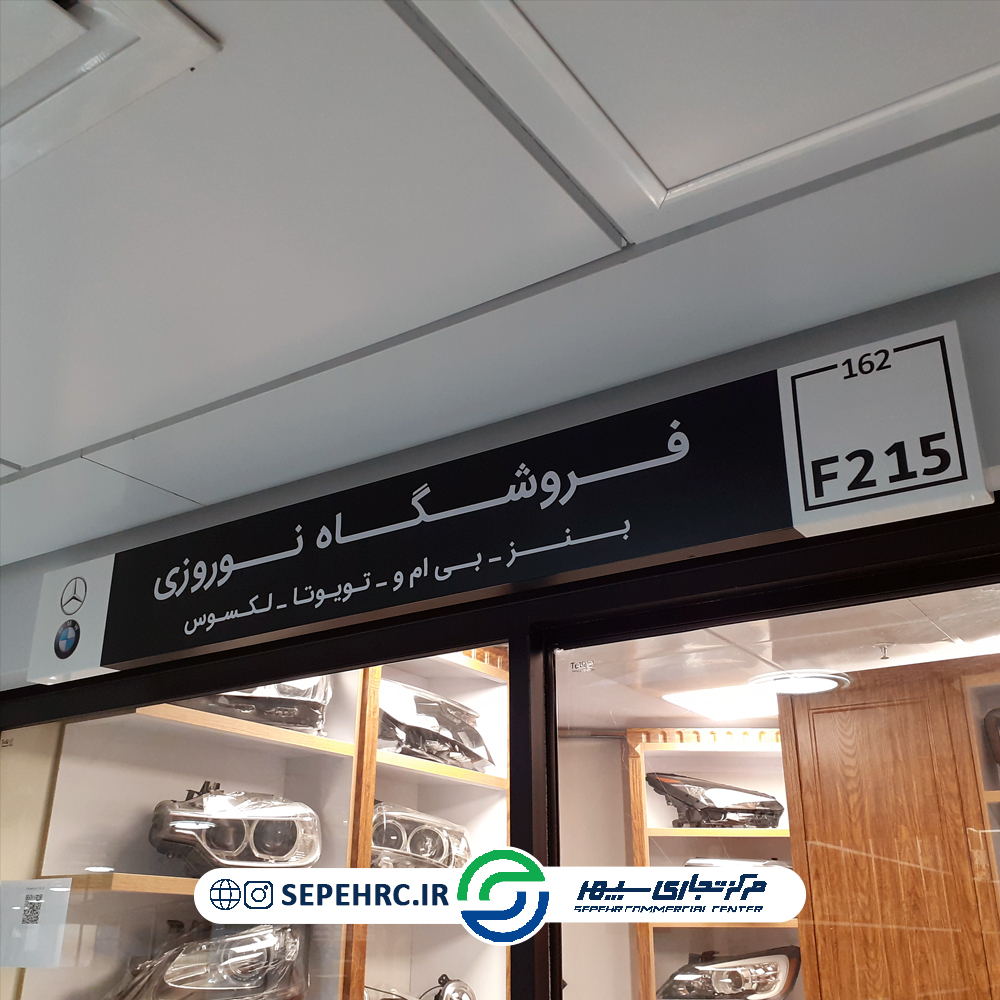 162
F215
فروشگاه نوروزی
بنز - بی ام و - تویوتا - لکسوس
SEPEHRC.IR
مرکز تجاری سپهر
SEPEHR COMMERCIAL CENTER